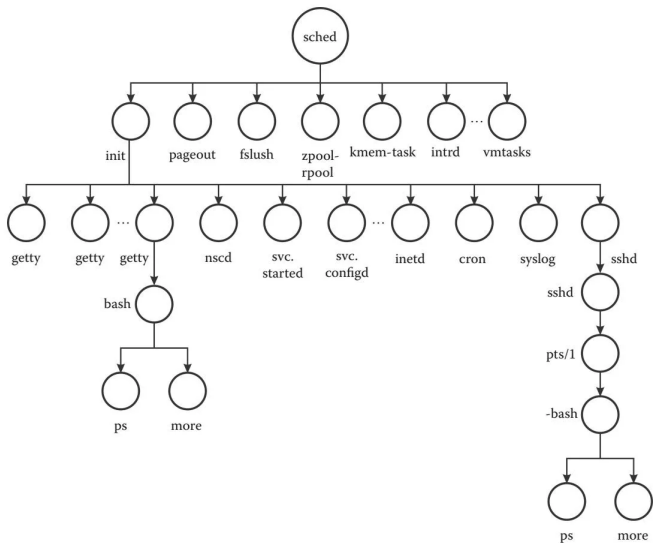 sched
init
pageout
fslush
zpool-
rpool
kmem-task
intrd
...
vmtasks
getty
getty
...
getty
nscd
svc.
started
svc.
configd
...
inetd
cron
syslog
sshd
bash
sshd
pts/1
ps
more
-bash
ps
more